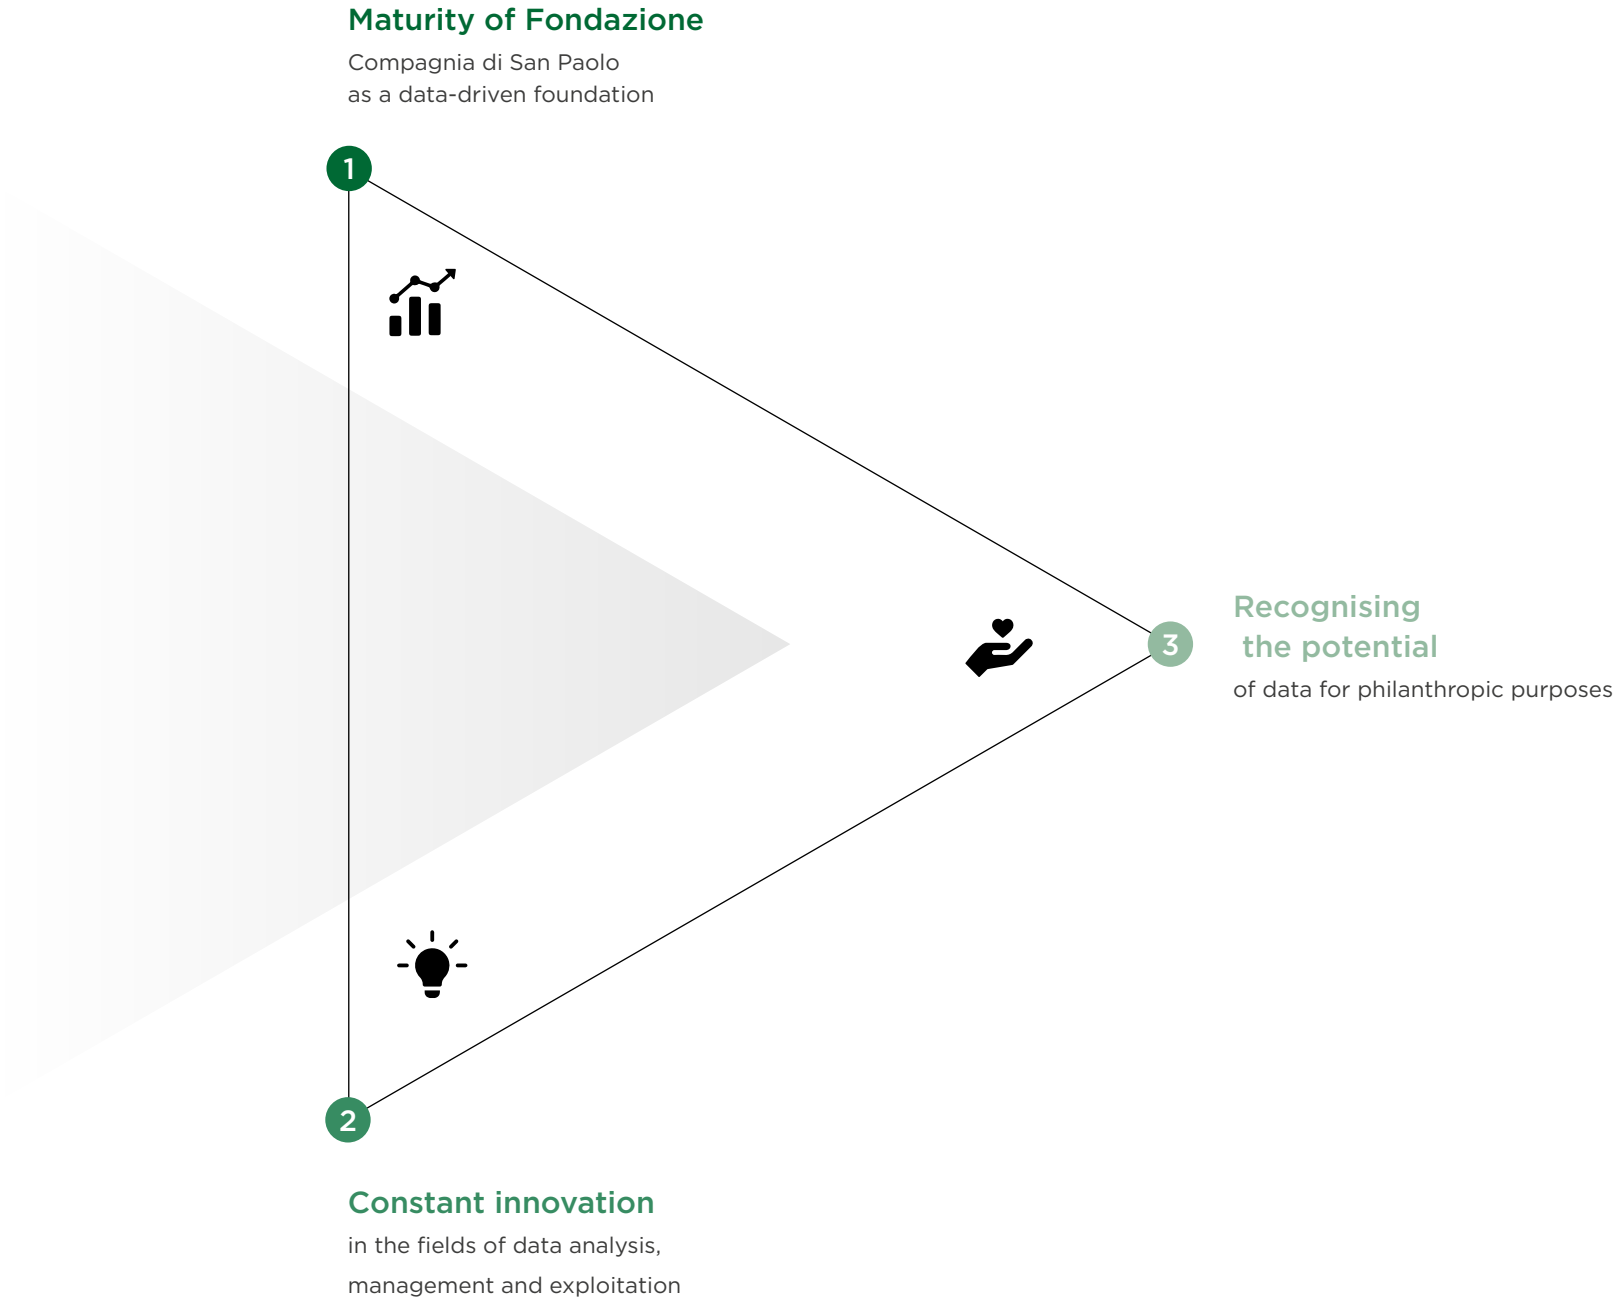 Maturity of Fondazione
Compagnia di San Paolo
as a data-driven foundation
1
3
Recognising
the potential
of data for philanthropic purposes
2
Constant innovation
in the fields of data analysis,
management and exploitation